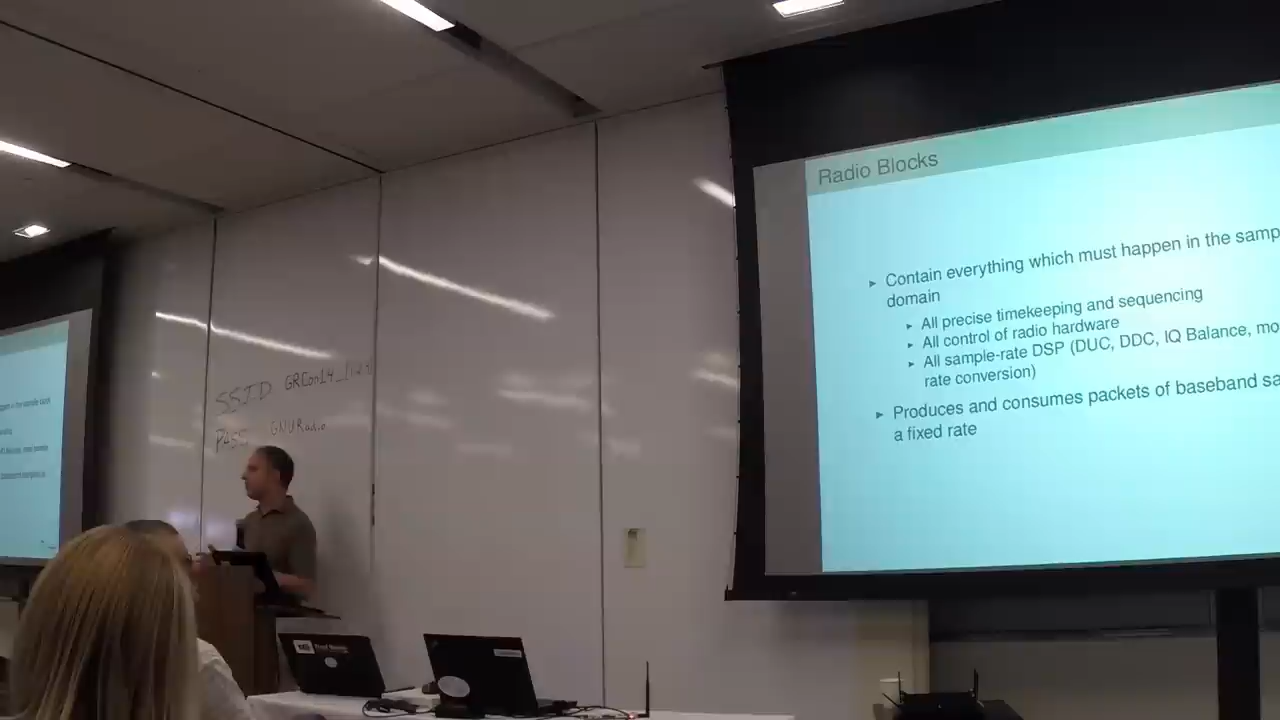 Radio Blocks
Contain everything which must happen in the samp
domain
All precise timekeeping and sequencing
All control of radio hardware
All sample-rate DSP (DUC, DDC, IQ Balance, mo
rate conversion)
Produces and consumes packets of baseband sa
a fixed rate
SSID
PASS GNURadio